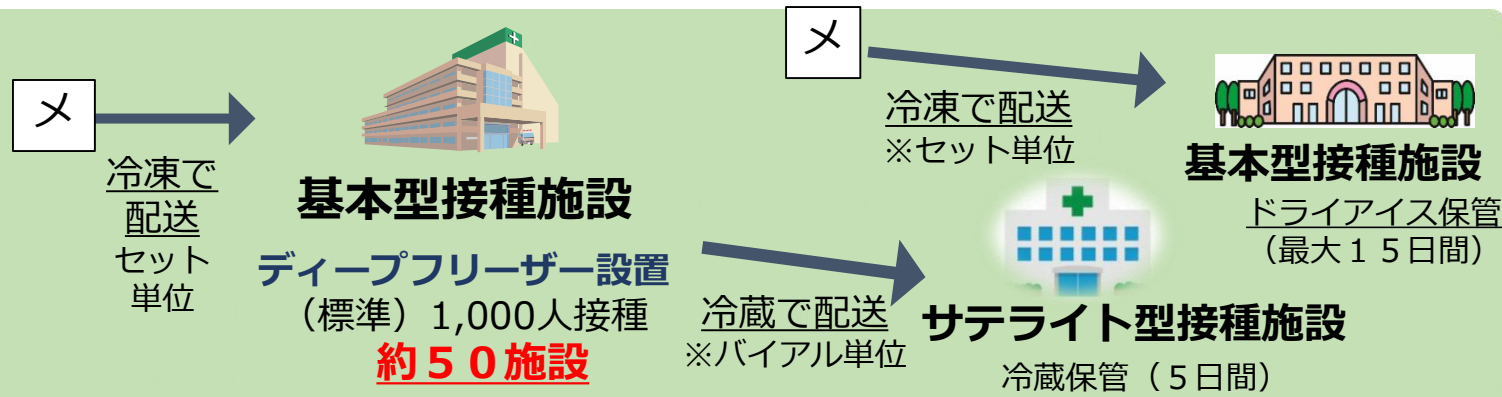 メ
冷凍で
配送
セット
単位
基本型接種施設
ディープフリーザー設置
（標準）1,000人接種
約５０施設
メ
冷凍で配送
※セット単位
基本型接種施設
ドライアイス保管
（最大１５日間）
冷蔵で配送
※バイアル単位
サテライト型接種施設
冷蔵保管（５日間）